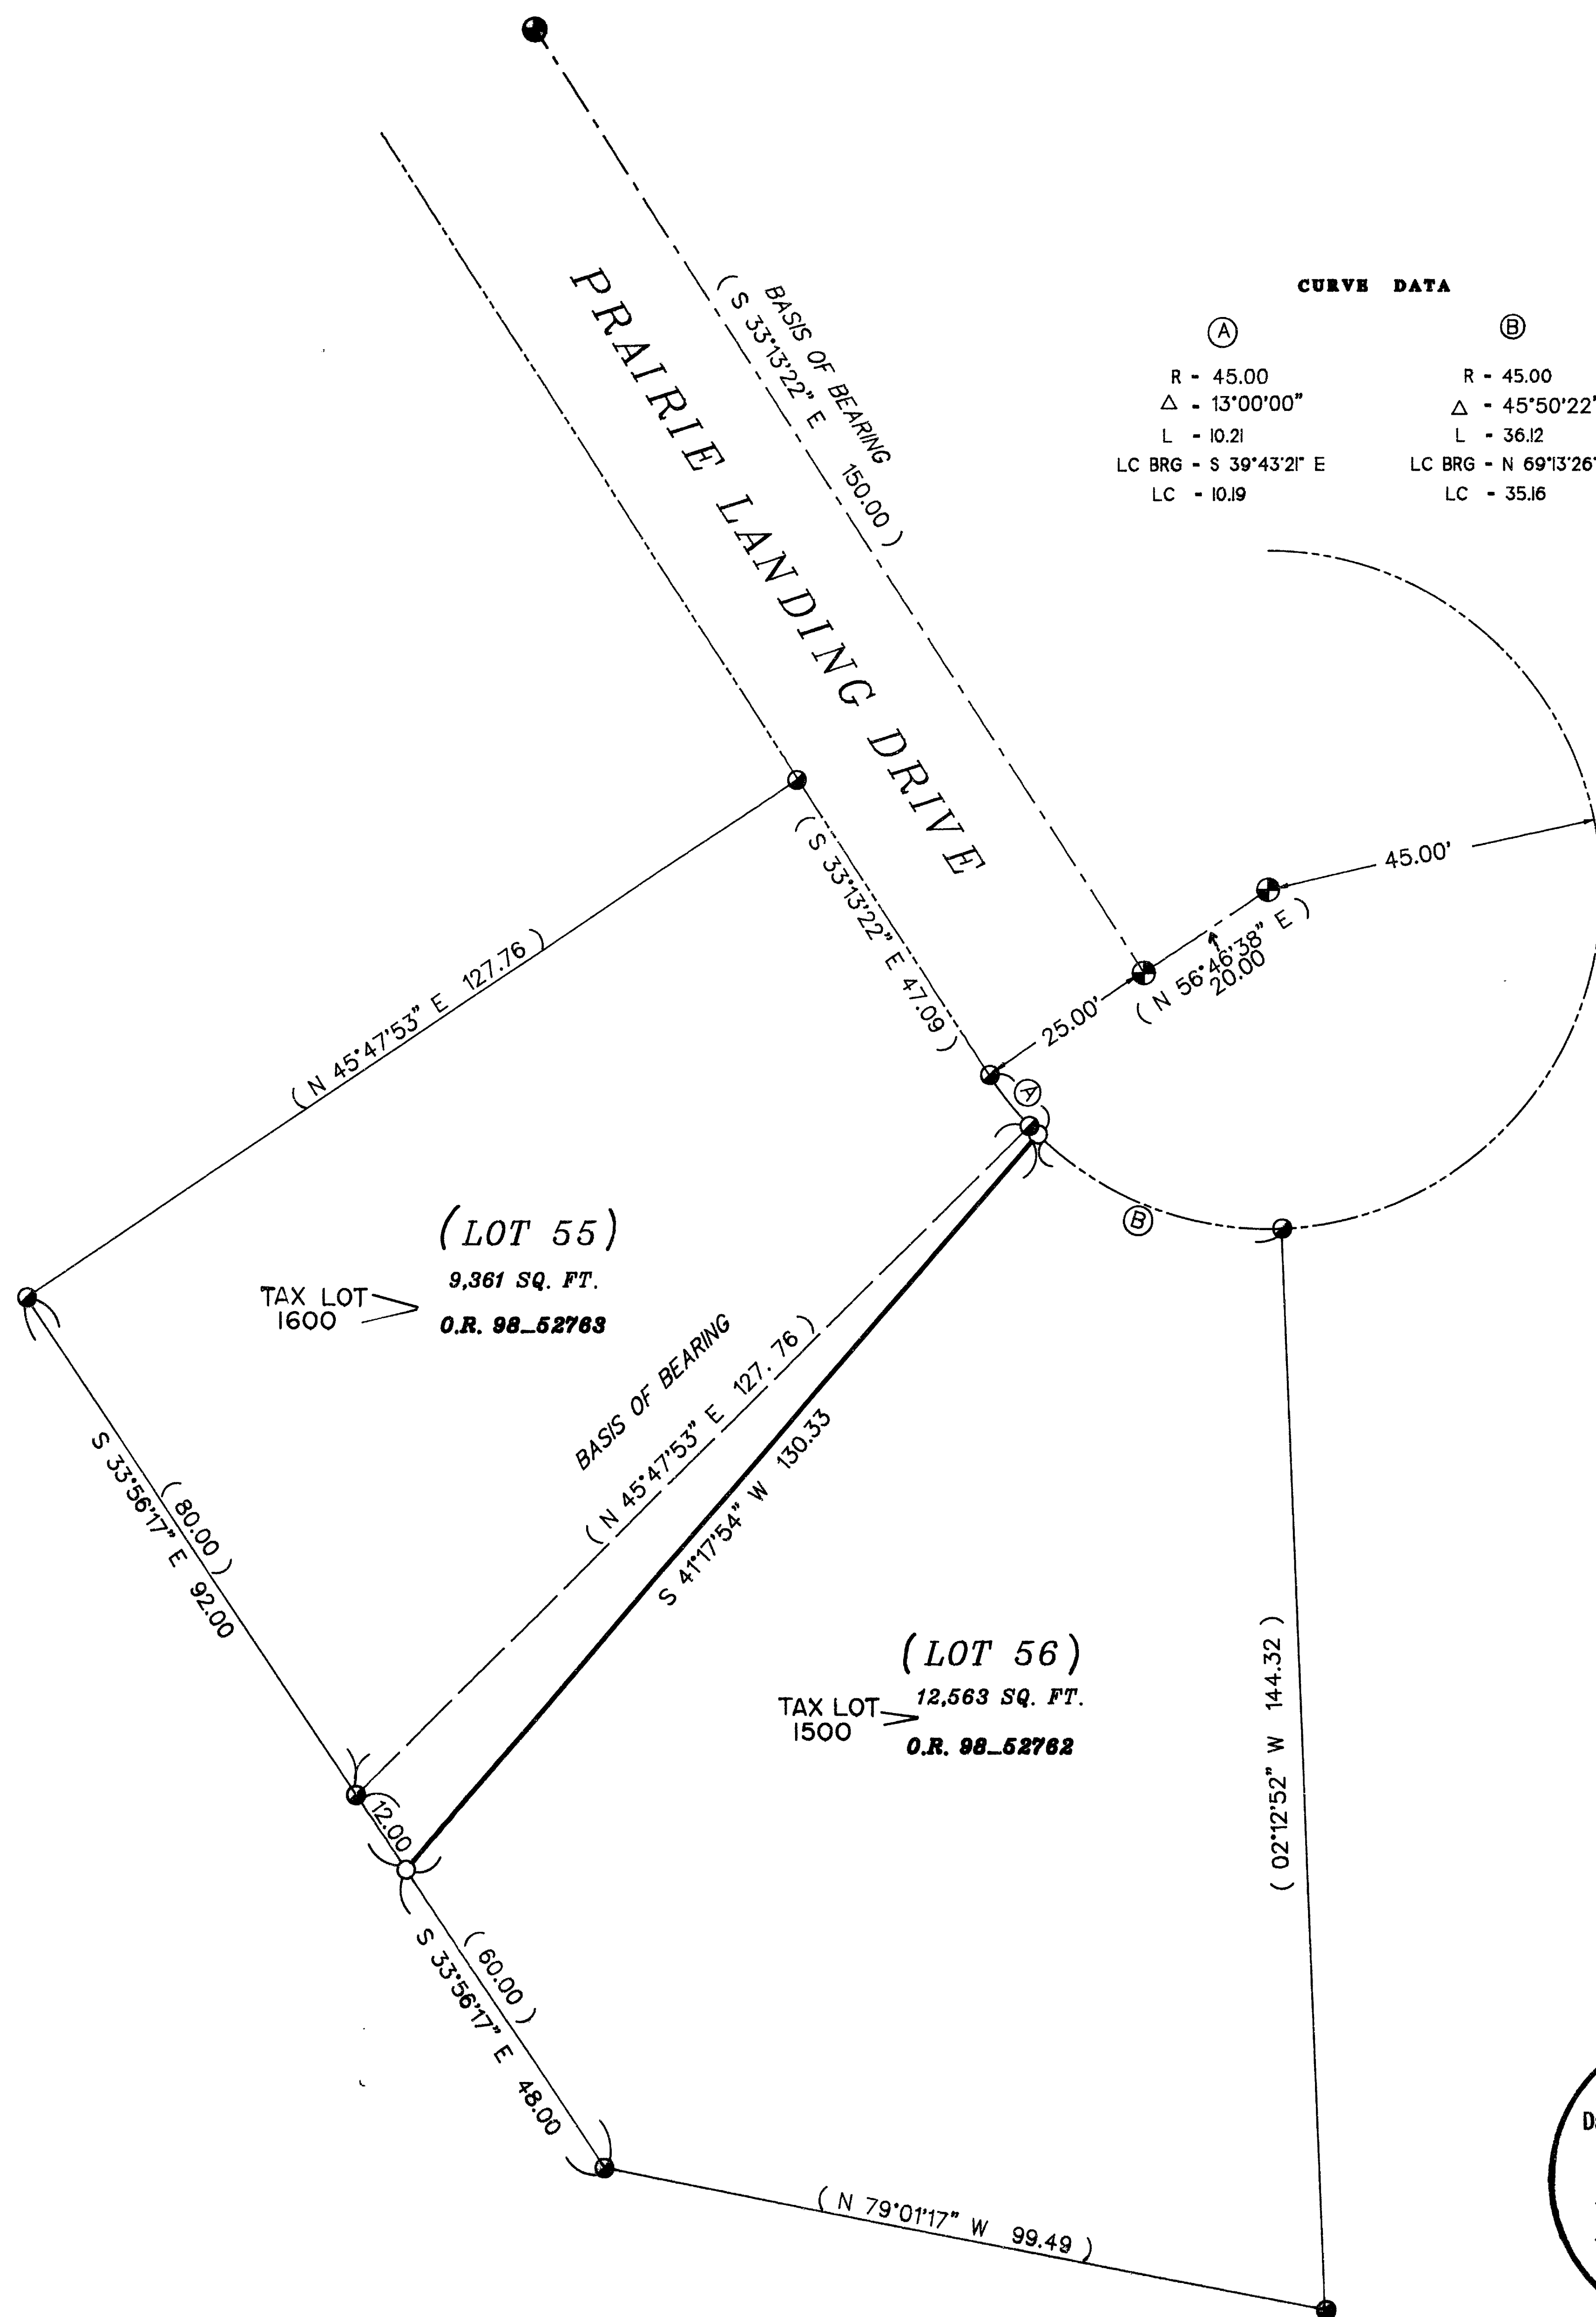 CURVE DATA
A
R - 45.00
△ - 13°00'00"
L - 10.21
LC BRG - S 39°43'21" E
LC - 10.19
B
R - 45.00
△ - 45°50'22"
L - 36.12
LC BRG - N 69°13'26"
LC - 35.16
BASIS OF BEARING
( S 33°13'22" E 150.00 )
PRAIRIE LANDING DRIVE
( S 33°13'22" E 47.09 )
45.00'
( N 56°46'38" E )
20.00
25.00'
A
B
( N 45°47'53" E 127.76 )
(LOT 55)
9,361 SQ. FT.
TAX LOT
1600
O.R. 98_52763
BASIS OF BEARING
( N 45°47'53" E 127. 76 )
S 41°17'54" W 130.33
( 80.00 )
S 33°56'17" E 92.00
(LOT 56)
12,563 SQ. FT.
TAX LOT
1500
O.R. 98_52762
( 02°12'52" W 144.32 )
12.00
( 60.00 )
S 33°56'17" E 48.00
( N 79°01'17" W 99.49 )